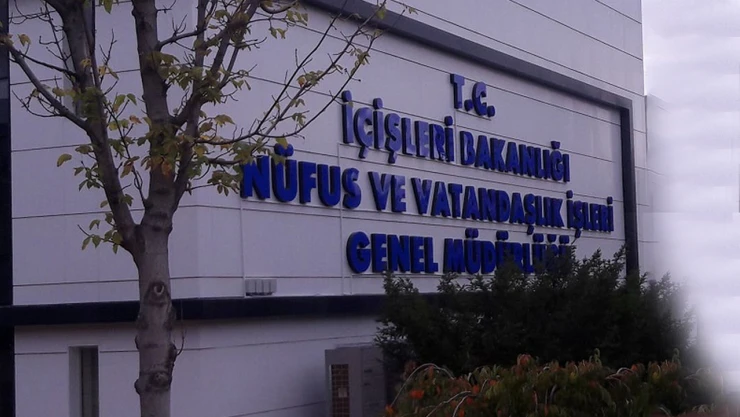 T.C.
İÇİŞLERİ BAKANLIĞI
NÜFUS VE VATANDAŞLIK İŞLERİ
GENEL MÜDÜRLÜĞÜ